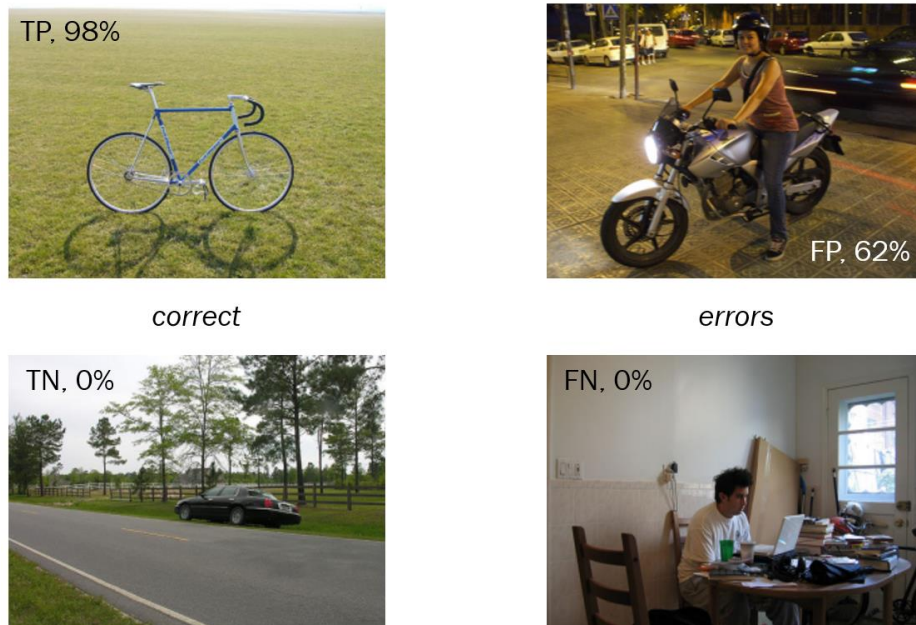 TP, 98%
FP, 62%
correct
errors
TN, 0%
FN, 0%